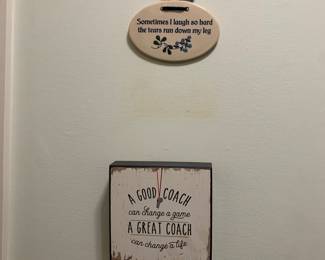 Sometimes I laugh so hard
the tears run down my leg
A GOOD COACH
can change a game
A GREAT COACH
can change a life